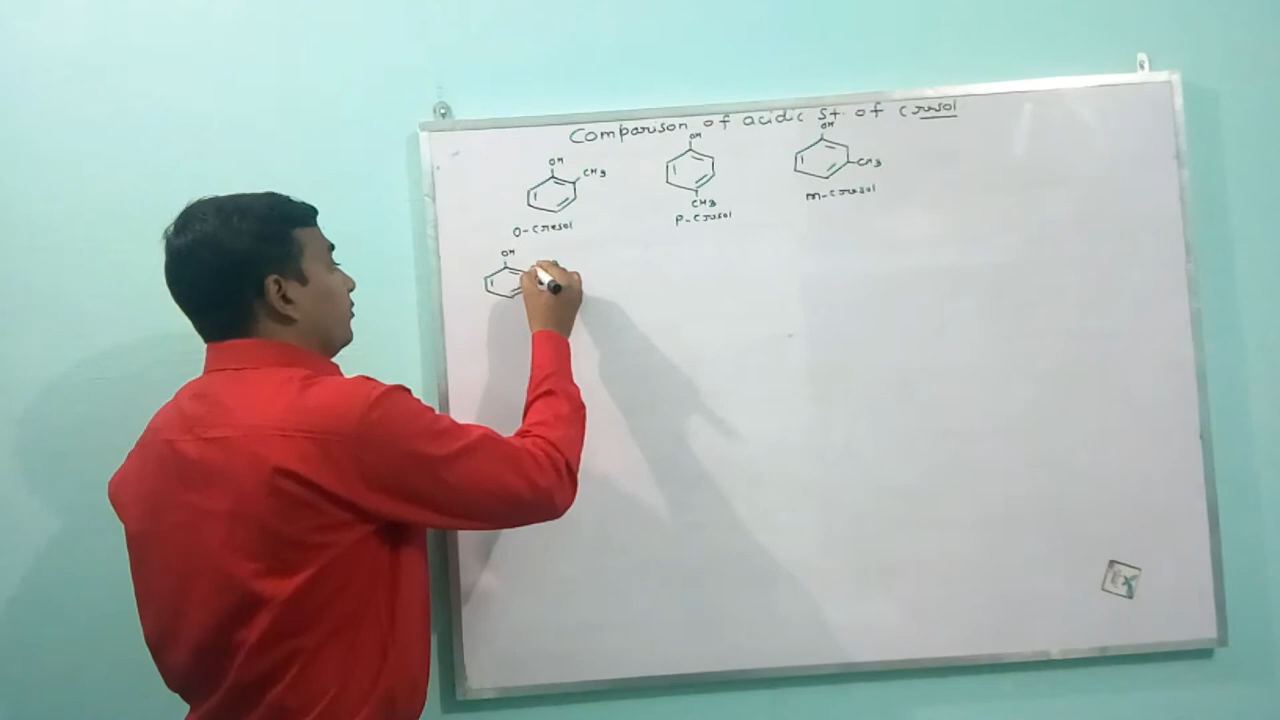 Comparison of acidic St. of Cresol
OH
CH3
O-Cresol
OH
CH3
P-Cresol
OH
CH3
m-Cresol
OH